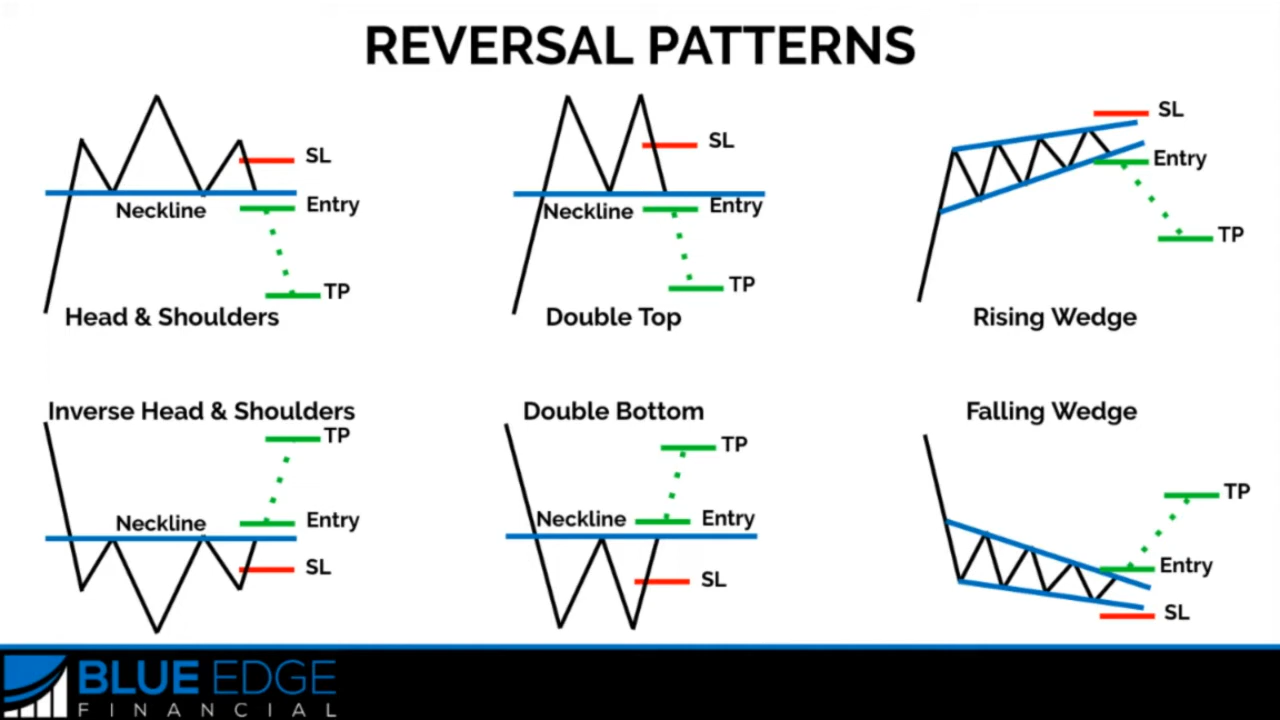 REVERSAL PATTERNS
SL
Neckline
Entry
TP
Head & Shoulders
SL
Neckline
Entry
TP
Double Top
SL
Entry
TP
Rising Wedge
Inverse Head & Shoulders
TP
Neckline
Entry
SL
Double Bottom
TP
Neckline
Entry
SL
Falling Wedge
TP
Entry
SL
BLUE EDGE
FINANCIAL